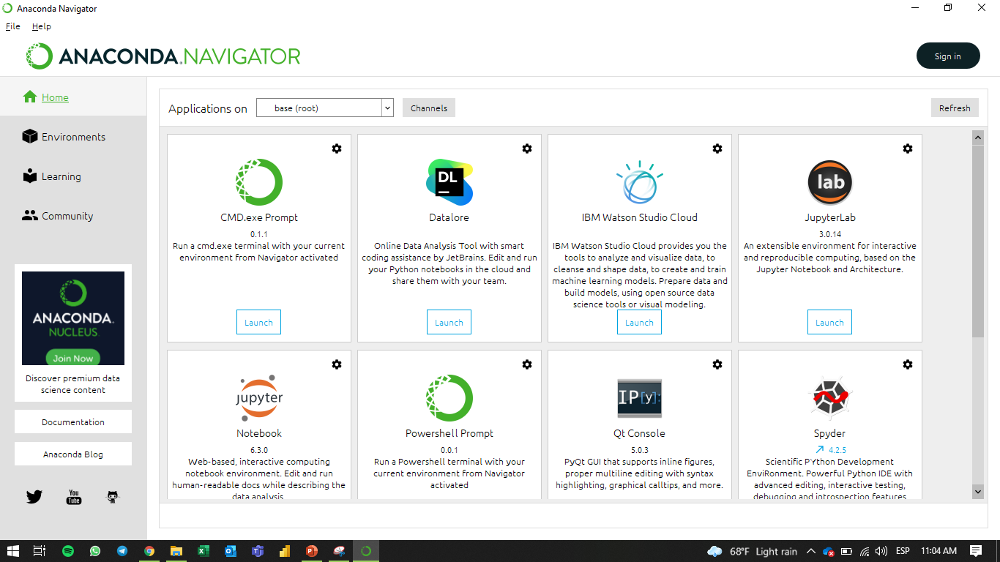 Anaconda Navigator
File Help
ANACONDA.NAVIGATOR
Sign in
Home
Environments
Learning
Community
ANACONDA.
NUCLEUS
Join Now
Discover premium data
science content
Documentation
Anaconda Blog
You
Tube
Applications on
base (root)
Channels
Refresh
CMD.exe Prompt
0.1.1
Run a cmd.exe terminal with your current
environment from Navigator activated
Launch
DL
Datalore
Online Data Analysis Tool with smart
coding assistance by JetBrains. Edit and run
your Python notebooks in the cloud and
share them with your team.
Launch
IBM Watson Studio Cloud
IBM Watson Studio Cloud provides you the
tools to analyze and visualize data, to
cleanse and shape data, to create and train
machine learning models. Prepare data and
build models, using open source data
science tools or visual modeling.
Launch
lab
JupyterLab
3.0.14
An extensible environment for interactive
and reproducible computing, based on the
Jupyter Notebook and Architecture.
Launch
jupyter
Notebook
6.3.0
Web-based, interactive computing
notebook environment. Edit and run
human-readable docs while describing the
data analysis.
Powershell Prompt
0.0.1
Run a Powershell terminal with your
current environment from Navigator
activated
IP[y]:
Qt Console
5.0.3
PyQt GUI that supports inline figures,
proper multiline editing with syntax
highlighting, graphical calltips, and more.
Spyder
4.2.5
Scientific PYthon Development
EnviRonment. Powerful Python IDE with
advanced editing, interactive testing,
debugging and introspection features
68°F Light rain
ESP
11:04 AM